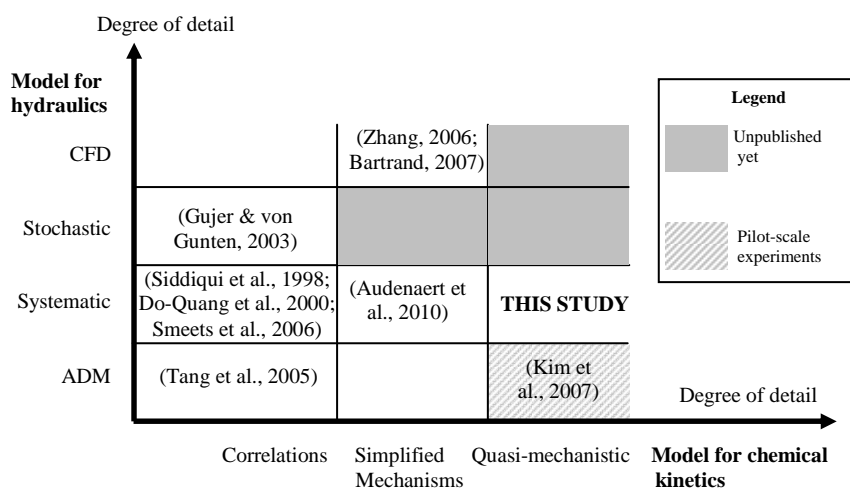 Degree of detail
Model for
hydraulics
CFD
(Zhang, 2006;
Bartrand, 2007)
Legend
Unpublished
yet
Pilot-scale
experiments
Stochastic
(Gujer & von
Gunten, 2003)
Systematic
(Siddiqui et al., 1998;
Do-Quang et al., 2000;
Smeets et al., 2006)
(Audenaert et
al., 2010)
THIS STUDY
ADM
(Tang et al., 2005)
(Kim et
al., 2007)
Degree of detail
Correlations
Simplified
Mechanisms
Quasi-mechanistic
Model for chemical
kinetics